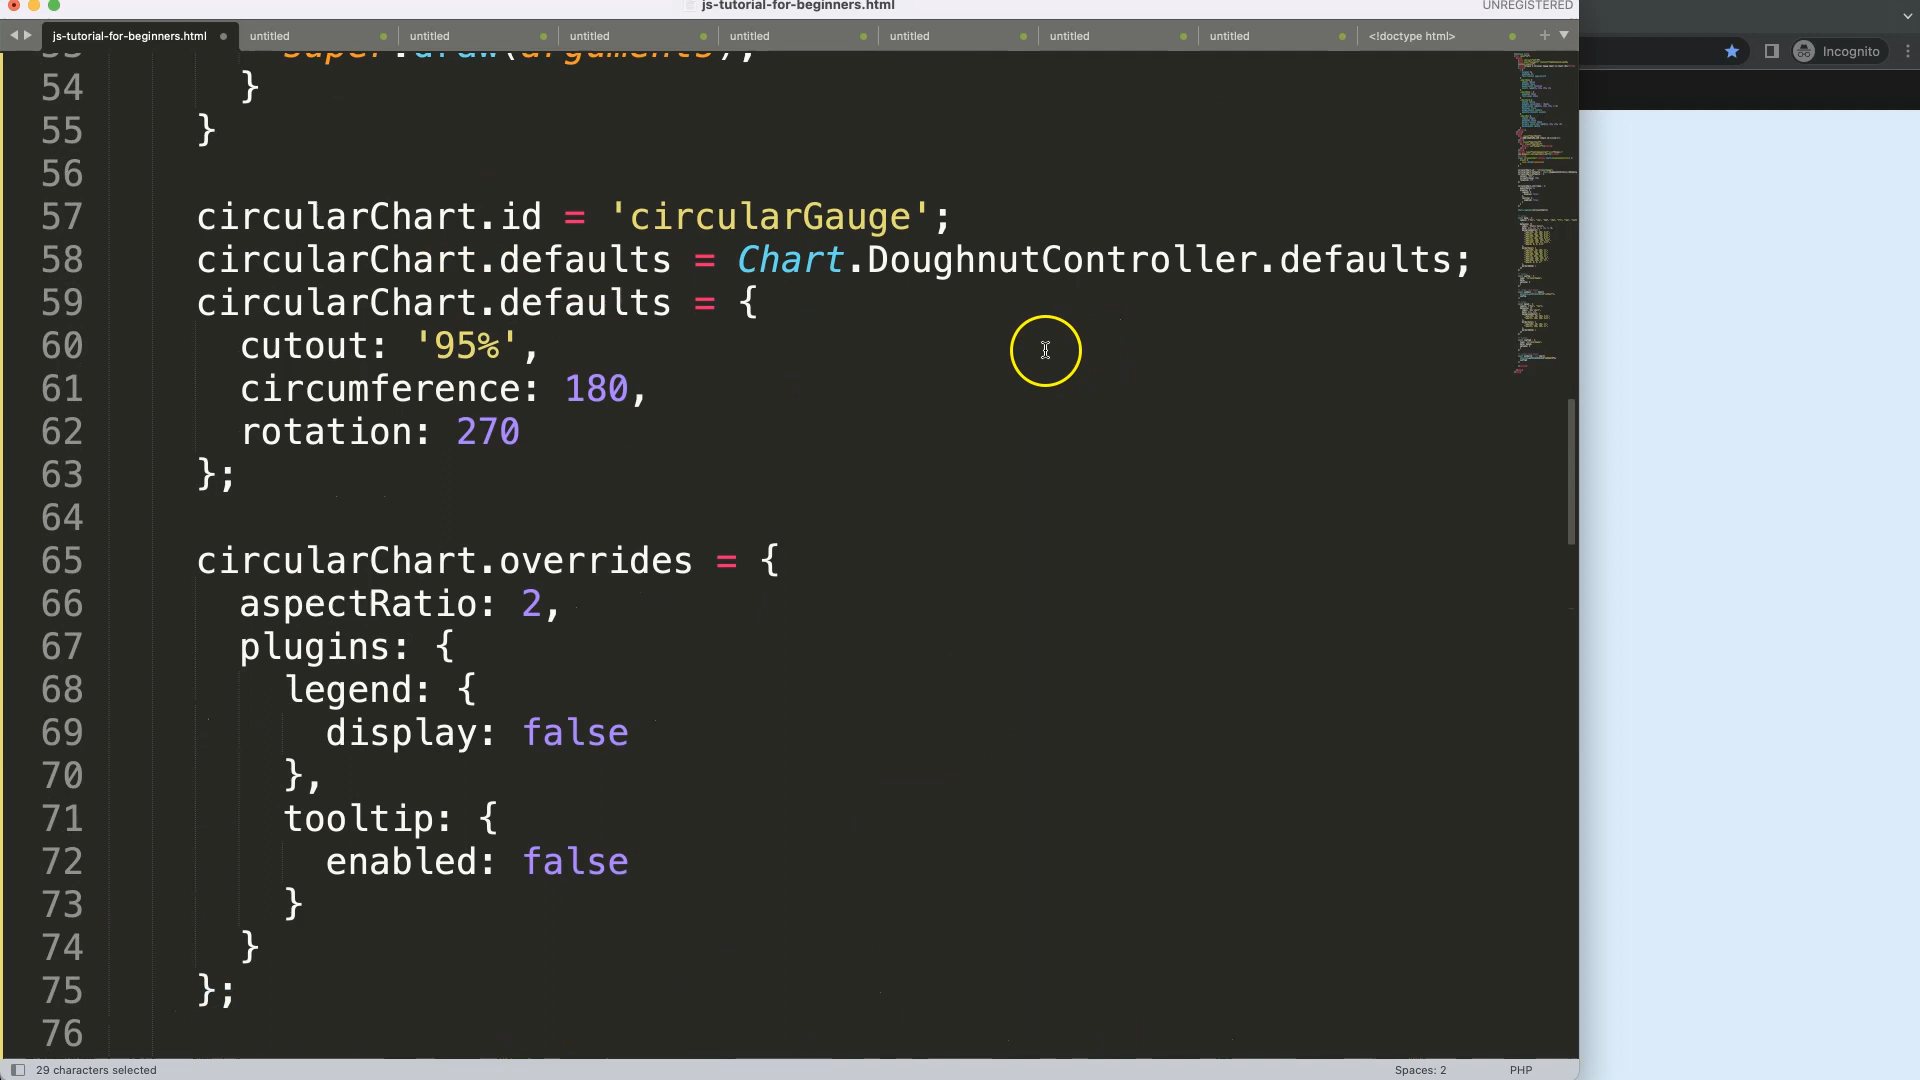 js-tutorial-for-beginners.html
UNREGISTERED
js-tutorial-for-beginners.html untitled untitled untitled untitled untitled untitled untitled <!doctype html>
Incognito
53 super.draw(arguments);
54 }
55 }
56
57 circularChart.id = 'circularGauge';
58 circularChart.defaults = Chart.DoughnutController.defaults;
59 circularChart.defaults = {
60 cutout: '95%',
61 circumference: 180,
62 rotation: 270
63 };
64
65 circularChart.overrides = {
66 aspectRatio: 2,
67 plugins: {
68 legend: {
69 display: false
70 },
71 tooltip: {
72 enabled: false
73 }
74 }
75 };
76
29 characters selected
Spaces: 2
PHP